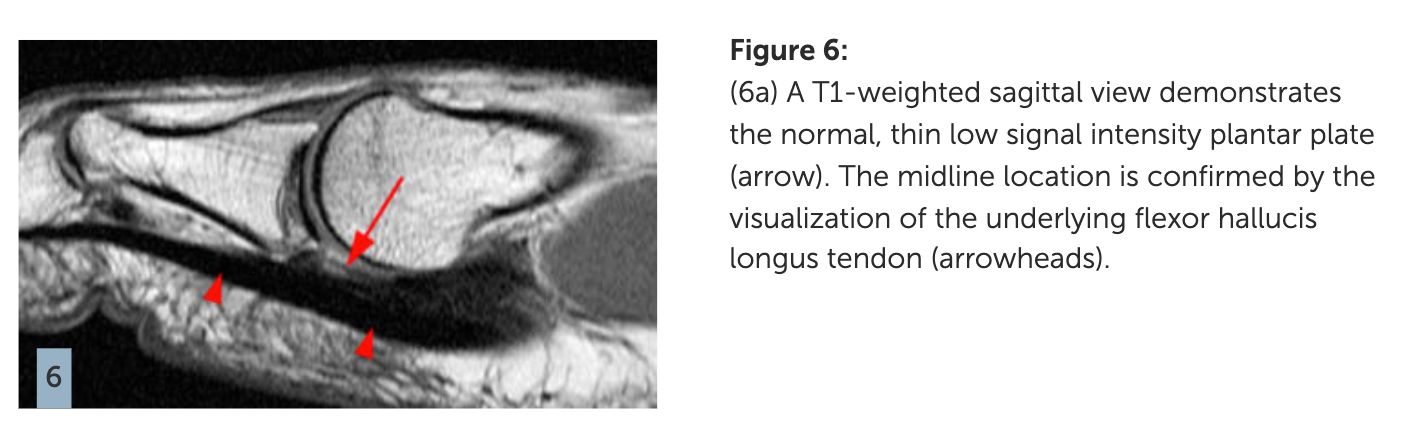 Figure 6:
(6a) A T1-weighted sagittal view demonstrates
the normal, thin low signal intensity plantar plate
(arrow). The midline location is confirmed by the
visualization of the underlying flexor hallucis
longus tendon (arrowheads).
6